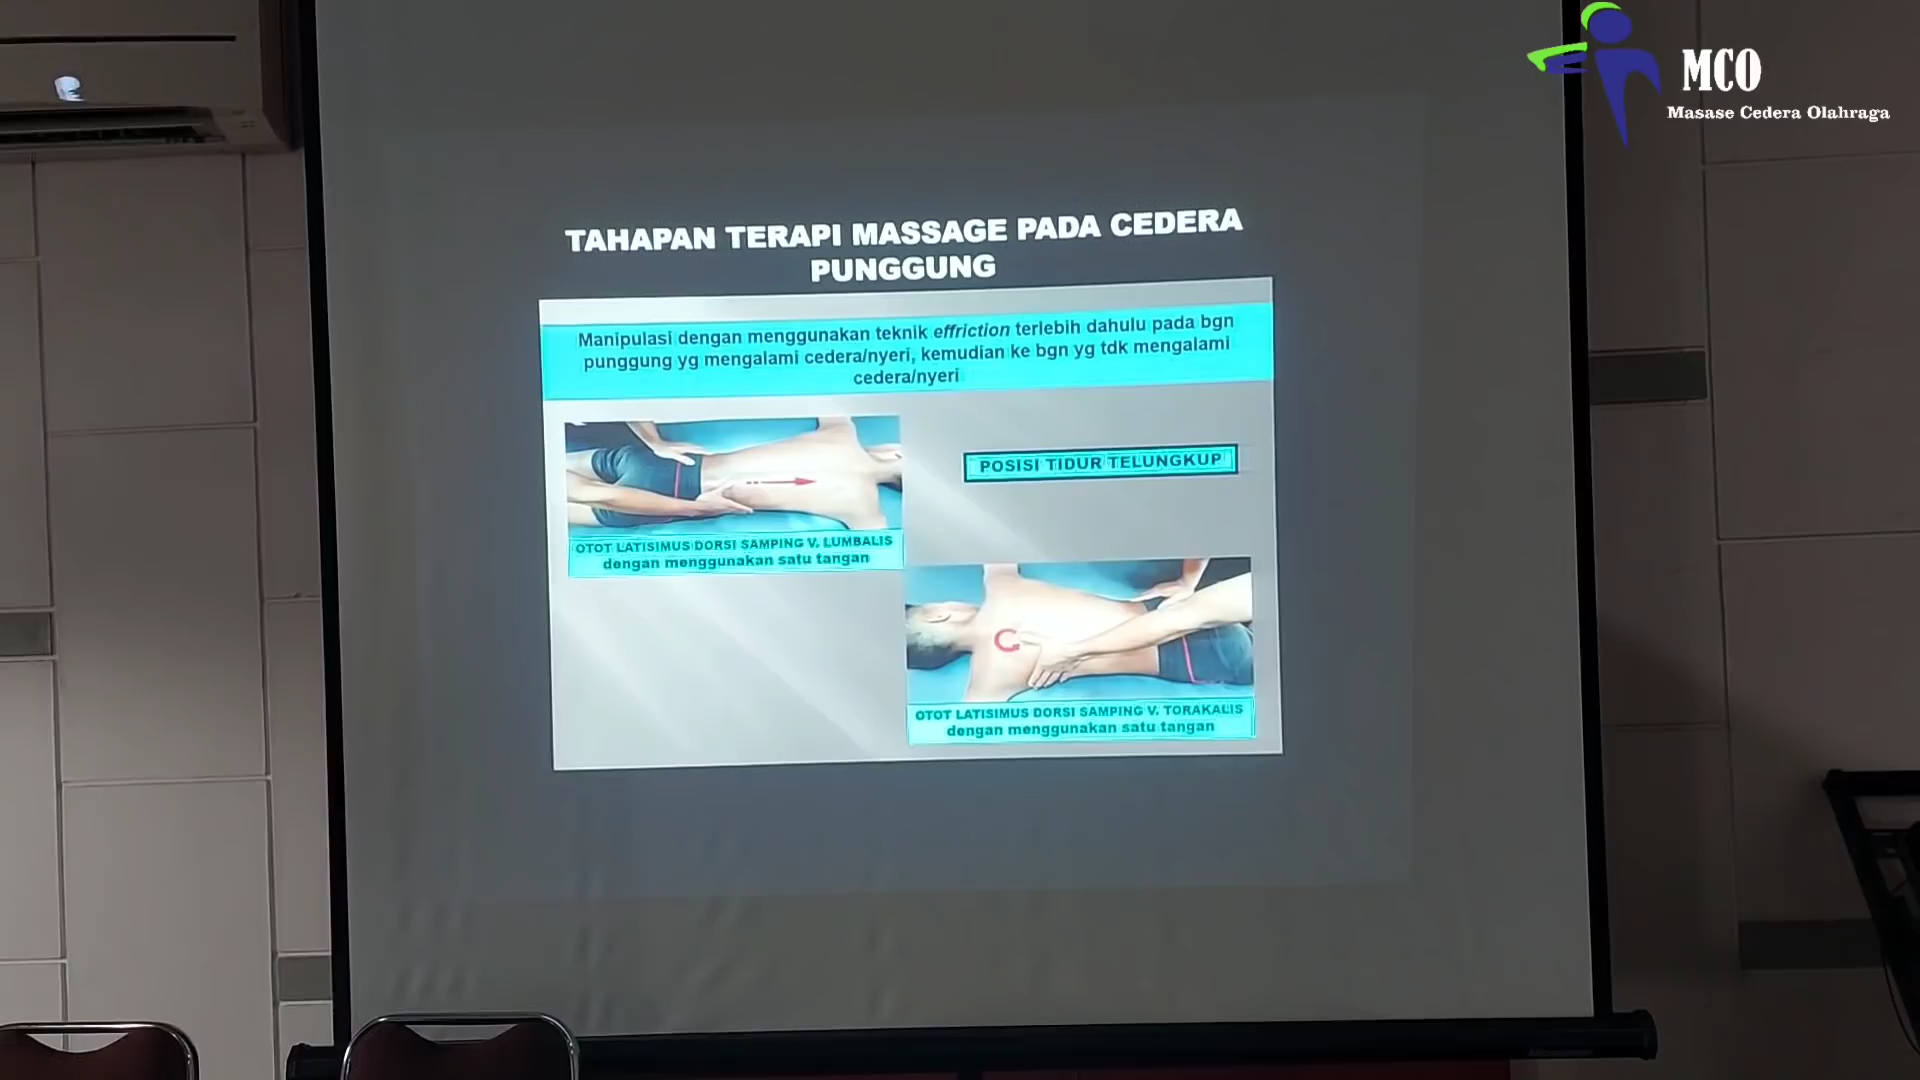 MCO
Masase Cedera Olahraga
TAHAPAN TERAPI MASSAGE PADA CEDERA
PUNGGUNG
Manipulasi dengan menggunakan teknik effriction terlebih dahulu pada bgn
punggung yg mengalami cedera/nyeri, kemudian ke bgn yg tdk mengalami
cedera/nyeri
POSISI TIDUR TELUNGKUP
OTOT LATISIMUS DORSI SAMPING V. LUMBALIS
dengan menggunakan satu tangan
OTOT LATISIMUS DORSI SAMPING V. TORAKALIS
dengan menggunakan satu tangan